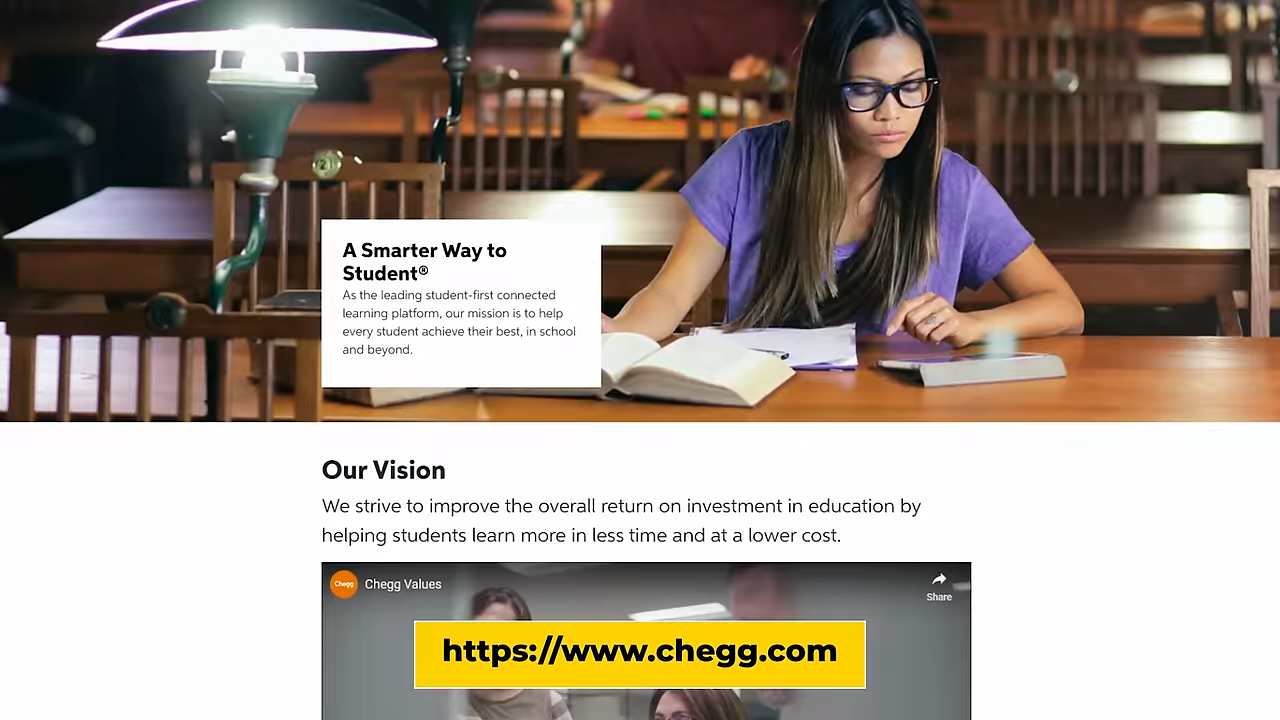 A Smarter Way to
Student®
As the leading student-first connected
learning platform, our mission is to help
every student achieve their best, in school
and beyond.
Our Vision
We strive to improve the overall return on investment in education by
helping students learn more in less time and at a lower cost.
Chegg
Chegg Values
Share
https://www.chegg.com